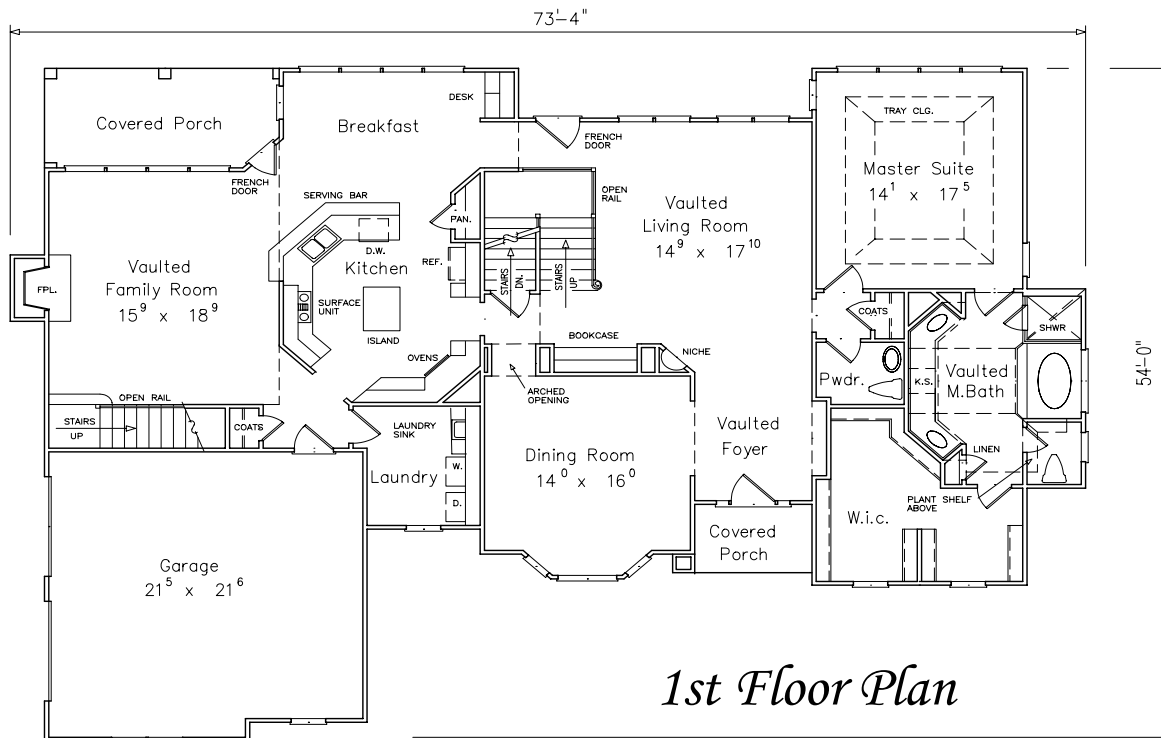 73'-4"
Covered Porch
Breakfast
DESK
FRENCH
DOOR
TRAY CLG.
Master Suite
14¹ x 17⁵
FRENCH
DOOR
SERVING BAR
PAN.
OPEN
RAIL
Vaulted
Living Room
14⁹ x 17¹⁰
D.W.
Kitchen
REF.
STAIRS
DN.
STAIRS
UP
Vaulted
Family Room
15⁹ x 18⁹
FPL.
SURFACE
UNIT
ISLAND
OVENS
BOOKCASE
NICHE
COATS
SHWR
Pwdr.
K.S.
Vaulted
M.Bath
54'-0"
ARCHED
OPENING
OPEN RAIL
STAIRS
UP
COATS
LAUNDRY
SINK
Laundry
W.
D.
Dining Room
14⁰ x 16⁰
Vaulted
Foyer
LINEN
PLANT SHELF
ABOVE
W.i.c.
Covered
Porch
Garage
21⁵ x 21⁶
1st Floor Plan